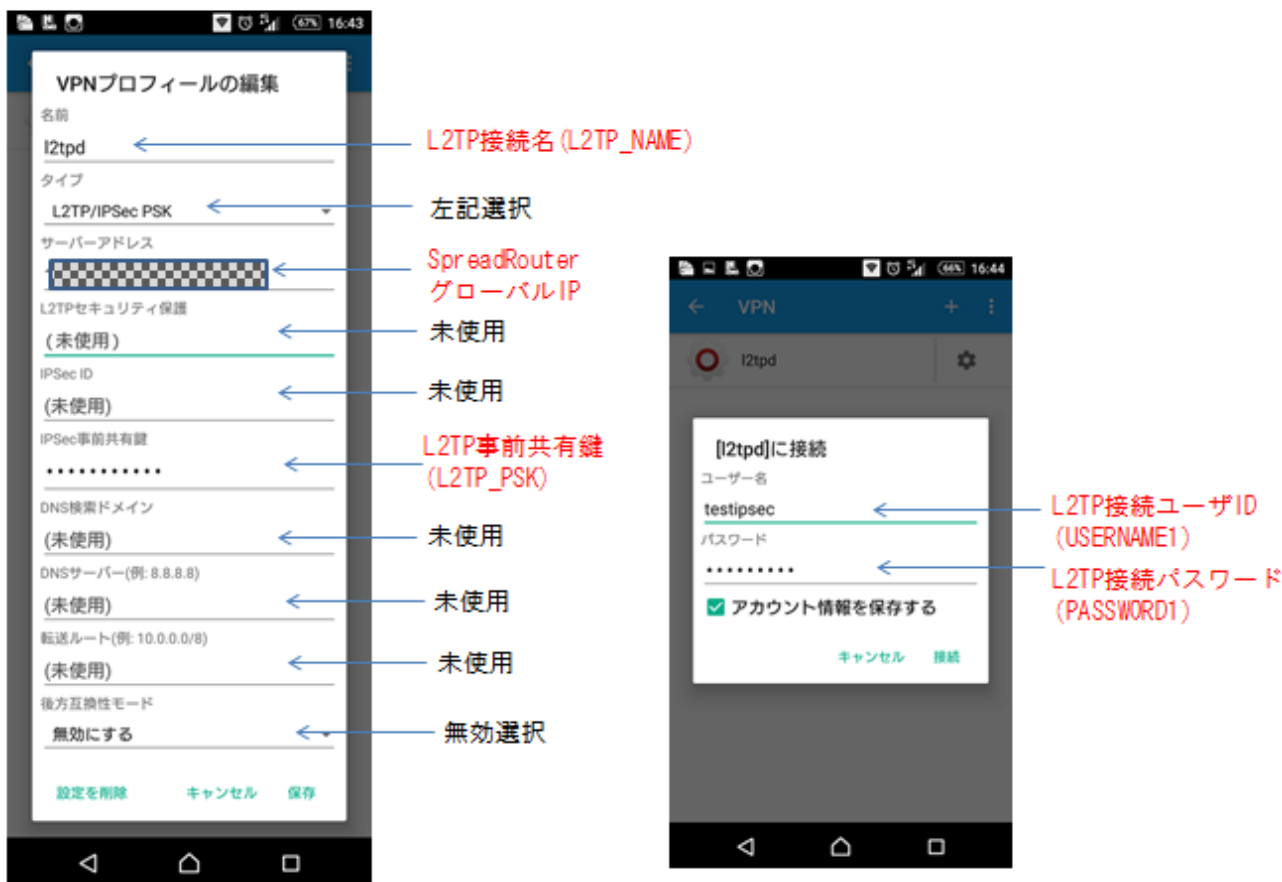 67% 16:43
VPNプロフィールの編集
名前
l2tpd
L2TP接続名(L2TP_NAME)
タイプ
L2TP/IPSec PSK
左記選択
サーバーアドレス
SpreadRouter
グローバルIP
L2TPセキュリティ保護
(未使用)
未使用
IPSec ID
(未使用)
未使用
IPSec事前共有鍵
•••••••••••
L2TP事前共有鍵
(L2TP_PSK)
DNS検索ドメイン
(未使用)
未使用
DNSサーバー(例: 8.8.8.8)
(未使用)
未使用
転送ルート(例: 10.0.0.0/8)
(未使用)
未使用
後方互換性モード
無効にする
無効選択
設定を削除 キャンセル 保存
66% 16:44
VPN
l2tpd
[l2tpd]に接続
ユーザー名
testipsec
L2TP接続ユーザID
(USERNAME1)
パスワード
•••••••••
L2TP接続パスワード
(PASSWORD1)
アカウント情報を保存する
キャンセル 接続